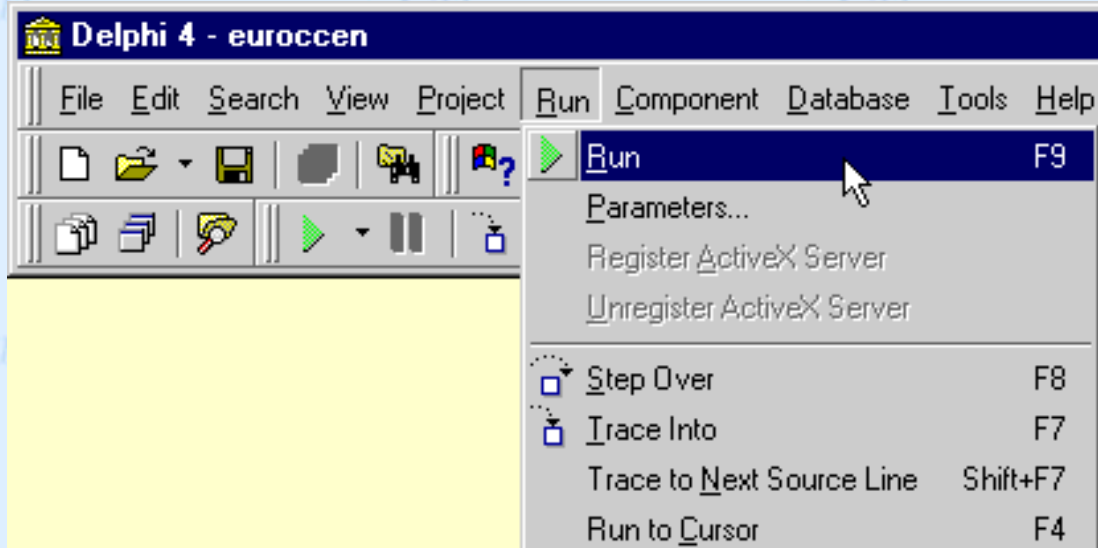 Delphi 4 - euroccen
File Edit Search View Project Run Component Database Tools Help
Run F9
Parameters...
Register ActiveX Server
Unregister ActiveX Server
Step Over F8
Trace Into F7
Trace to Next Source Line Shift+F7
Run to Cursor F4